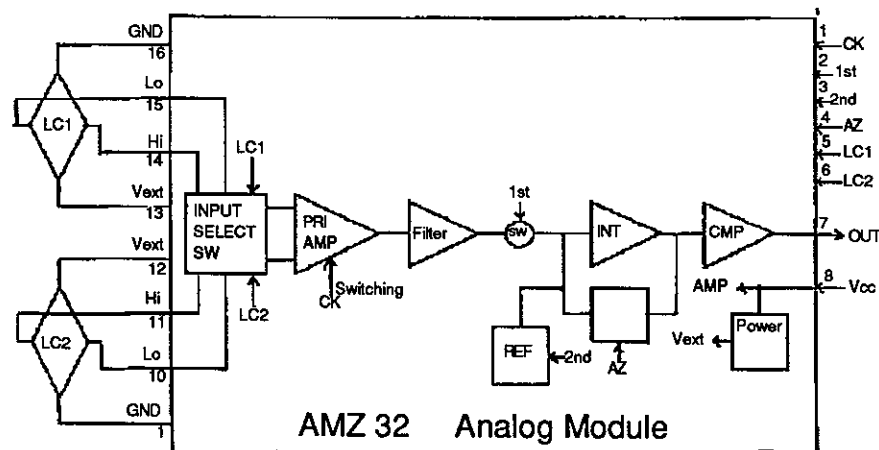 GND
16
Lo
15
LC1
Hi
14
Vext
13
Vext
12
Hi
11
LC2
Lo
10
GND
1
LC1
INPUT
SELECT
SW
LC2
PRI
AMP
CK
Switching
Filter
1st
sw
INT
CMP
REF
2nd
AZ
AMP
Vext
Power
1
CK
2
1st
3
2nd
4
AZ
5
LC1
6
LC2
7
OUT
8
Vcc
AMZ 32 Analog Module